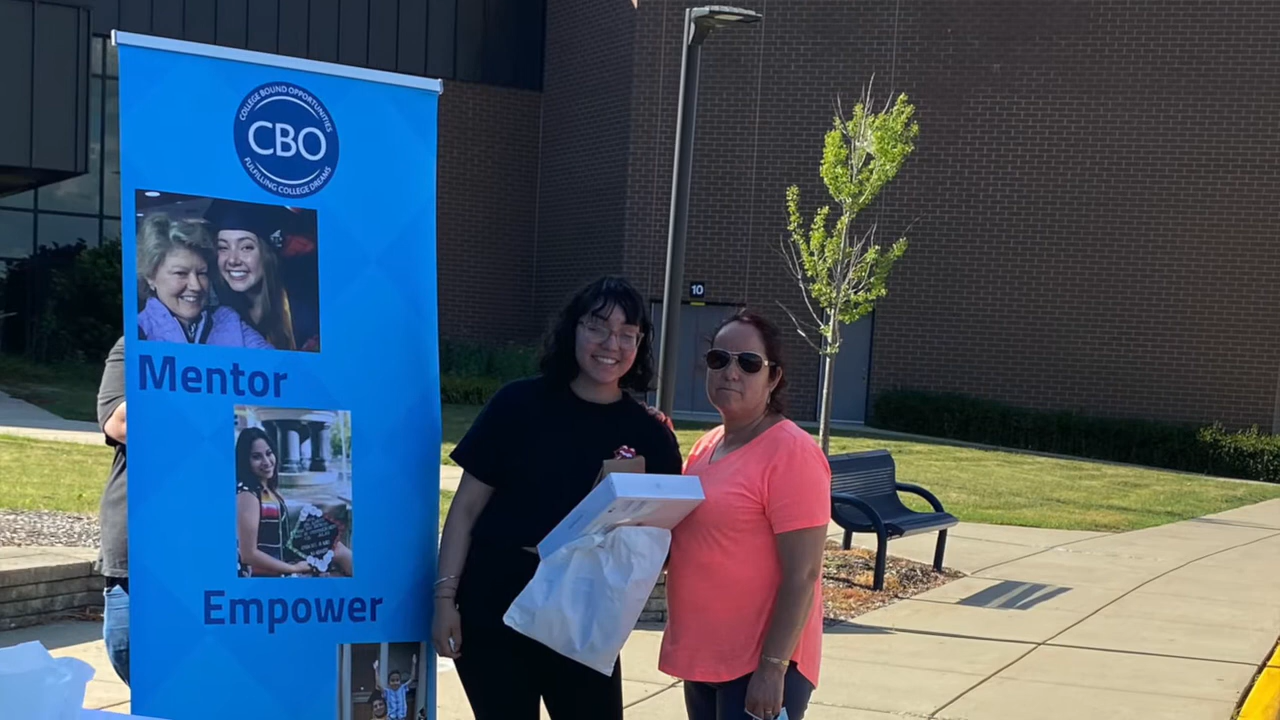 COLLEGE BOUND OPPORTUNITIES
CBO
FULFILLING COLLEGE DREAMS
Mentor
Empower
10